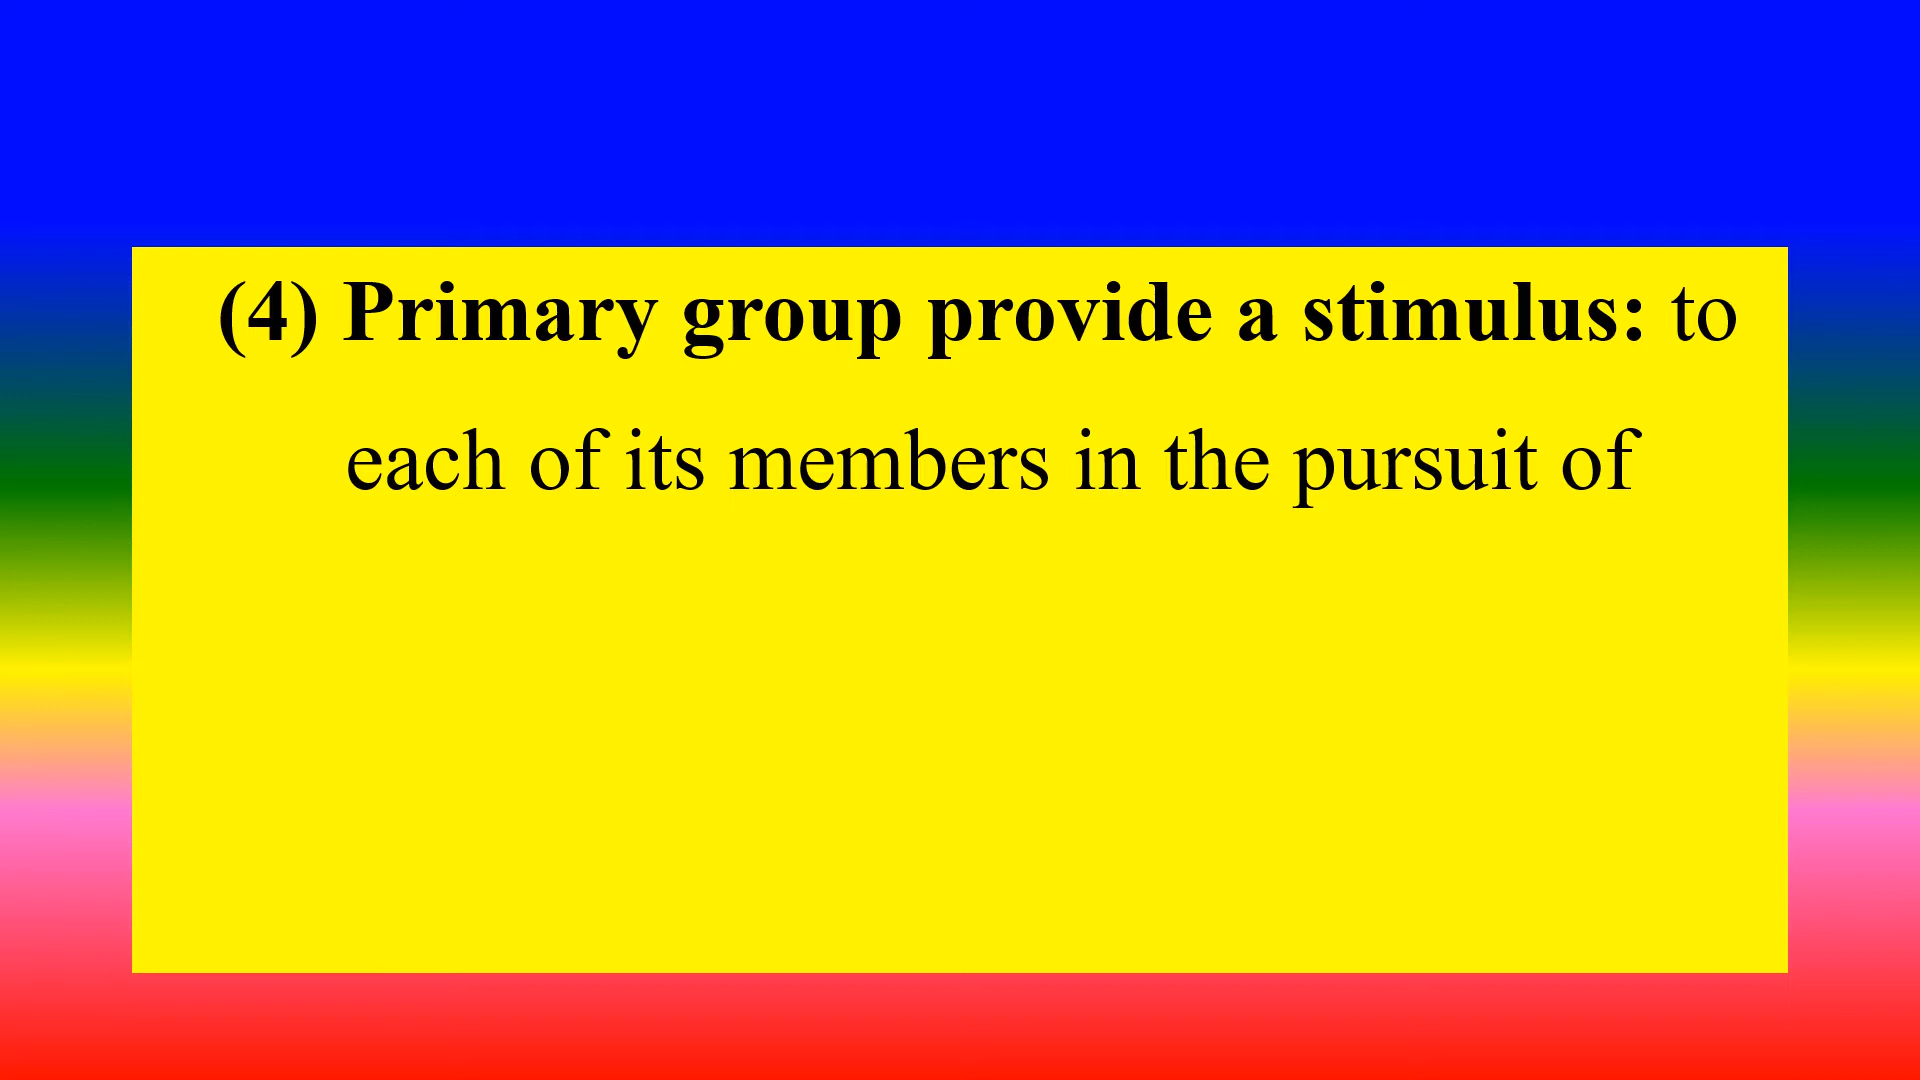 (4) Primary group provide a stimulus: to
each of its members in the pursuit of